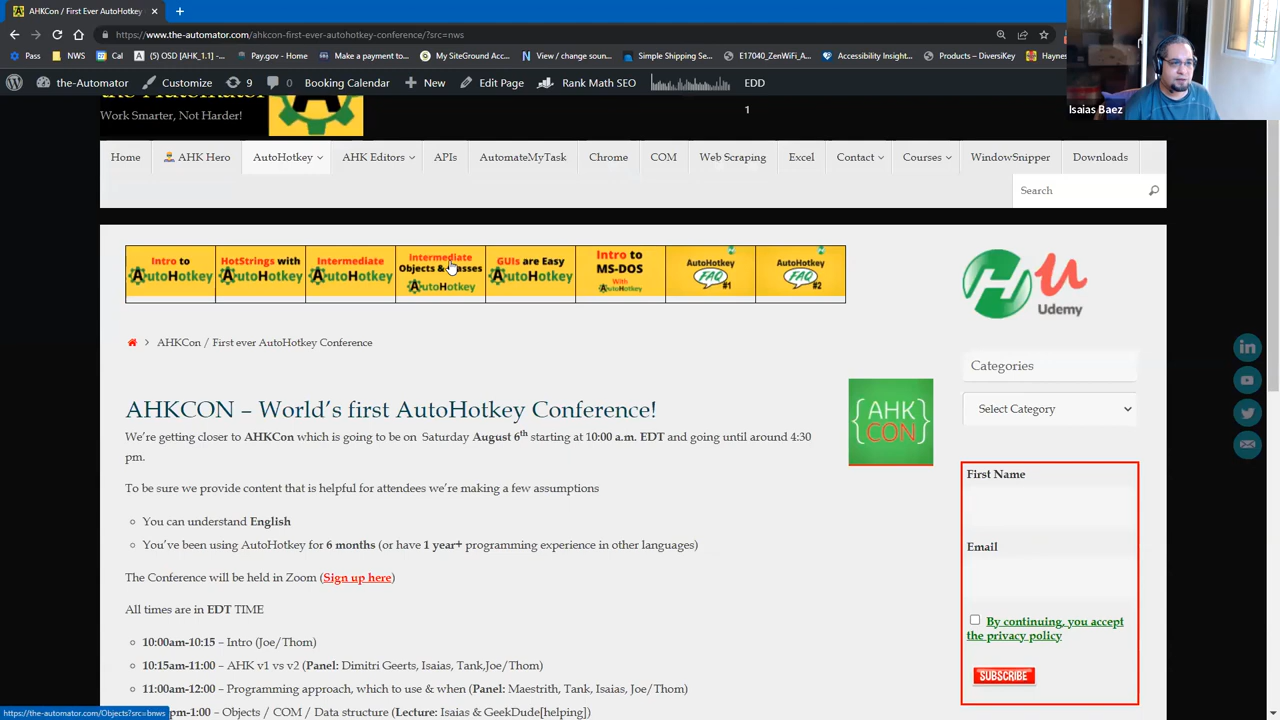 AHKCon / First Ever AutoHotkey
https://www.the-automator.com/ahkcon-first-ever-autohotkey-conference/?src=nws
Pass
US
Cal
[OSD [AHK_1.1] - (5)
Pay.gov - Home
My SiteGround Acc...
View / change soun...
Simple Shipping Se...
E17040_ZenWiFi_A...
Accessibility Insigh...
Products – DiversiKey
Hayne
the-Automator
Customize
9
0
Booking Calendar
New
Edit Page
Rank Math SEO
EDD
Isaias Baez
Work Smarter, Not Harder!
1
Home
AHK Hero
AutoHotkey
AHK Editors
APIs
AutomateMyTask
Chrome
COM
Web Scraping
Excel
Contact
Courses
WindowSnipper
Downloads
Search
Intro to AutoHotkey
HotStrings with AutoHotkey
Intermediate AutoHotkey
Intermediate Objects & Classes AutoHotkey
GUIs are Easy AutoHotkey
Intro to MS-DOS With AutoHotkey
AutoHotkey FAQ #1
AutoHotkey FAQ #2
Udemy
AHKCon / First ever AutoHotkey Conference
Categories
Select Category
{AHK
CON}
AHKCON – World's first AutoHotkey Conference!
We're getting closer to AHKCon which is going to be on Saturday August 6th starting at 10:00 a.m. EDT and going until around 4:30
pm.
To be sure we provide content that is helpful for attendees we're making a few assumptions
You can understand English
You've been using AutoHotkey for 6 months (or have 1 year+ programming experience in other languages)
The Conference will be held in Zoom (Sign up here)
All times are in EDT TIME
10:00am-10:15 – Intro (Joe/Thom)
10:15am-11:00 – AHK v1 vs v2 (Panel: Dimitri Geerts, Isaias, Tank,Joe/Thom)
11:00am-12:00 – Programming approach, which to use & when (Panel: Maestrith, Tank, Isaias, Joe/Thom)
pm-1:00 – Objects / COM / Data structure (Lecture: Isaias & GeekDude[helping])
First Name
Email
By continuing, you accept
the privacy policy
SUBSCRIBE
https://the-automator.com/Objects?src=bnws